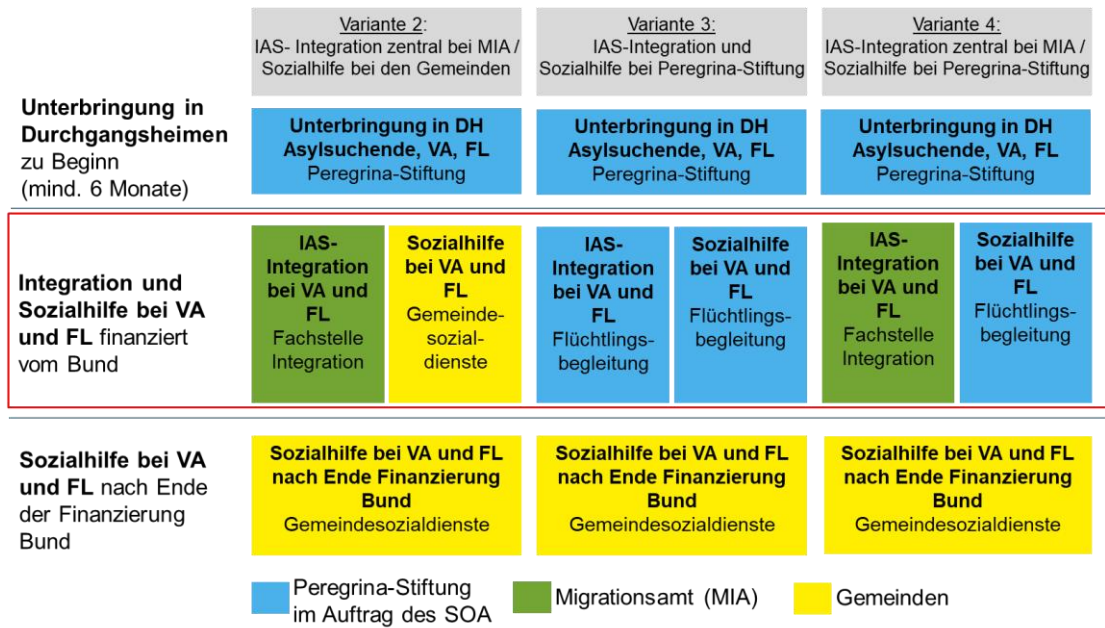 Variante 2:
IAS- Integration zentral bei MIA /
Sozialhilfe bei den Gemeinden
Variante 3:
IAS-Integration und
Sozialhilfe bei Peregrina-Stiftung
Variante 4:
IAS-Integration zentral bei MIA /
Sozialhilfe bei Peregrina-Stiftung
Unterbringung in
Durchgangsheimen
zu Beginn
(mind. 6 Monate)
Unterbringung in DH
Asylsuchende, VA, FL
Peregrina-Stiftung
Unterbringung in DH
Asylsuchende, VA, FL
Peregrina-Stiftung
Unterbringung in DH
Asylsuchende, VA, FL
Peregrina-Stiftung
Integration und
Sozialhilfe bei VA
und FL finanziert
vom Bund
IAS-
Integration
bei VA und
FL
Fachstelle
Integration
Sozialhilfe
bei VA und
FL
Gemeinde-
sozial-
dienste
IAS-
Integration
bei VA und
FL
Flüchtlings-
begleitung
Sozialhilfe
bei VA und
FL
Flüchtlings-
begleitung
IAS-
Integration
bei VA und
FL
Fachstelle
Integration
Sozialhilfe
bei VA und
FL
Flüchtlings-
begleitung
Sozialhilfe bei VA
und FL nach Ende
der Finanzierung
Bund
Sozialhilfe bei VA und FL
nach Ende Finanzierung
Bund
Gemeindesozialdienste
Sozialhilfe bei VA und FL
nach Ende Finanzierung
Bund
Gemeindesozialdienste
Sozialhilfe bei VA und FL
nach Ende Finanzierung
Bund
Gemeindesozialdienste
Peregrina-Stiftung
im Auftrag des SOA
Migrationsamt (MIA)
Gemeinden